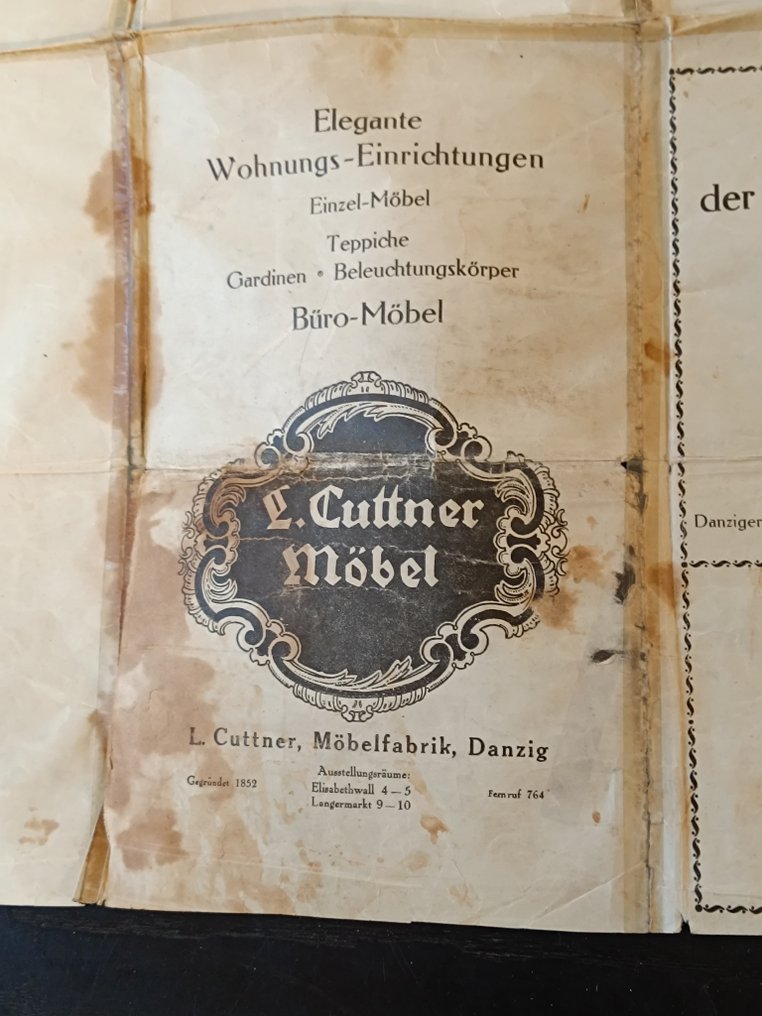 Elegante
Wohnungs-Einrichtungen
Einzel-Möbel
Teppiche
Gardinen • Beleuchtungskörper
Büro-Möbel
L. Cuttner
Möbel
L. Cuttner, Möbelfabrik, Danzig
Gegründet 1852
Ausstellungsräume:
Elisabethwall 4—5
Langermarkt 9—10
Fernruf 764
der
Danziger